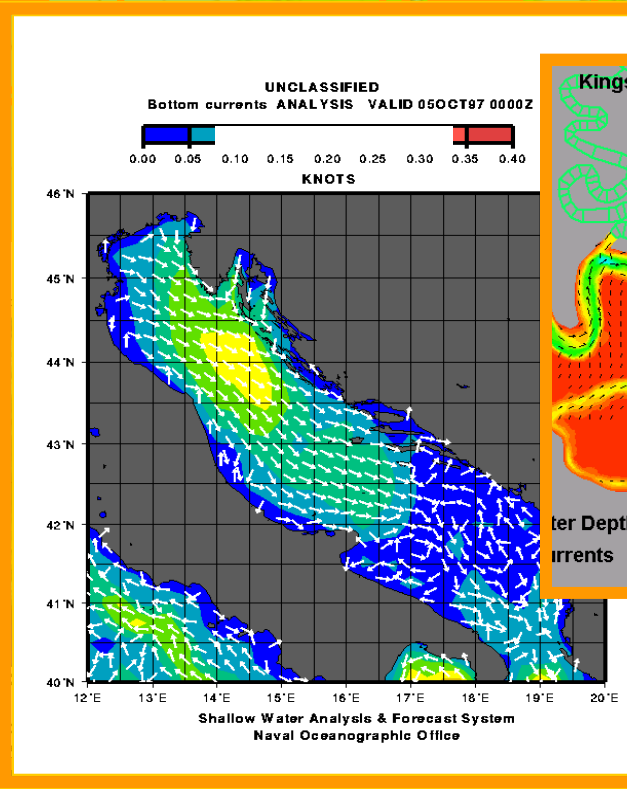 UNCLASSIFIED
Bottom currents ANALYSIS VALID 05OCT97 0000Z
0.00 0.05 0.10 0.15 0.20 0.25 0.30 0.35 0.40
KNOTS
46°N
45°N
44°N
43°N
42°N
41°N
40°N
12°E 13°E 14°E 15°E 16°E 17°E 18°E 19°E 20°E
Shallow Water Analysis & Forecast System
Naval Oceanographic Office
Kings
ter Depth
urrents